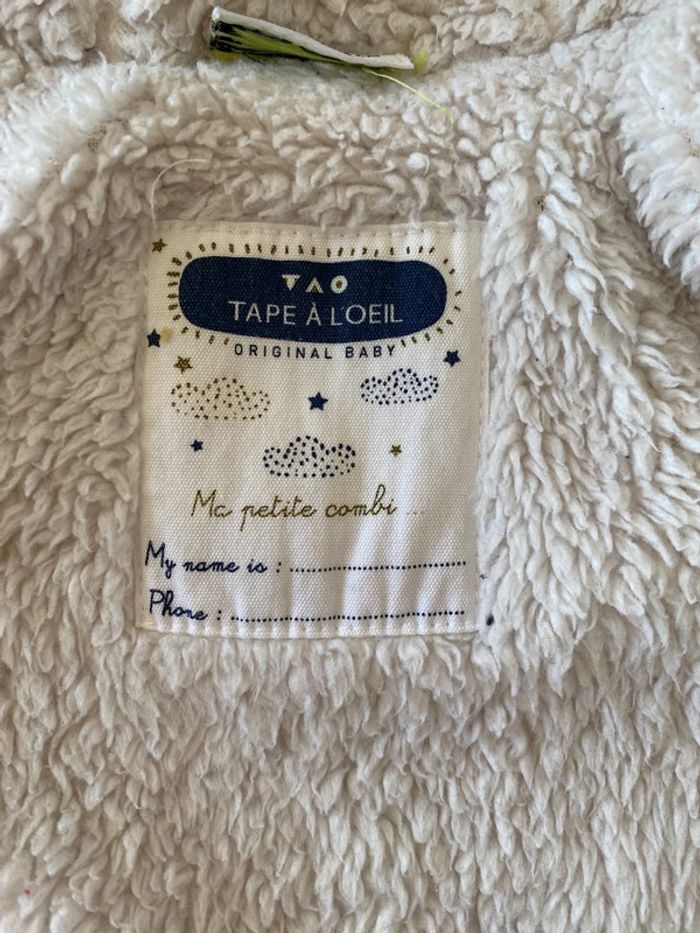 TAO
TAPE À L'OEIL
ORIGINAL BABY
Ma petite combi ...
My name is : ..............................
Phone : ........................................